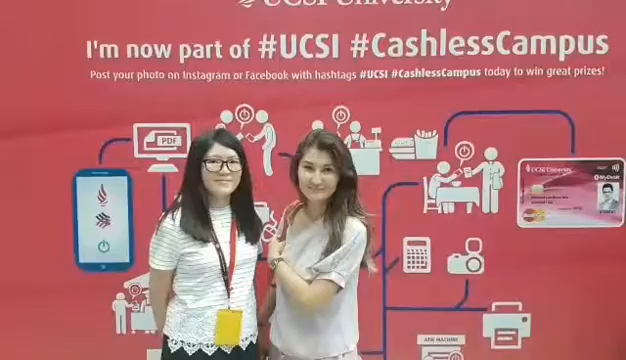 UCSI University
I'm now part of #UCSI #CashlessCampus
Post your photo on Instagram or Facebook with hashtags #UCSI #CashlessCampus today to win great prizes!
PDF
UCSI University
MyDebit
ATM MACHINE